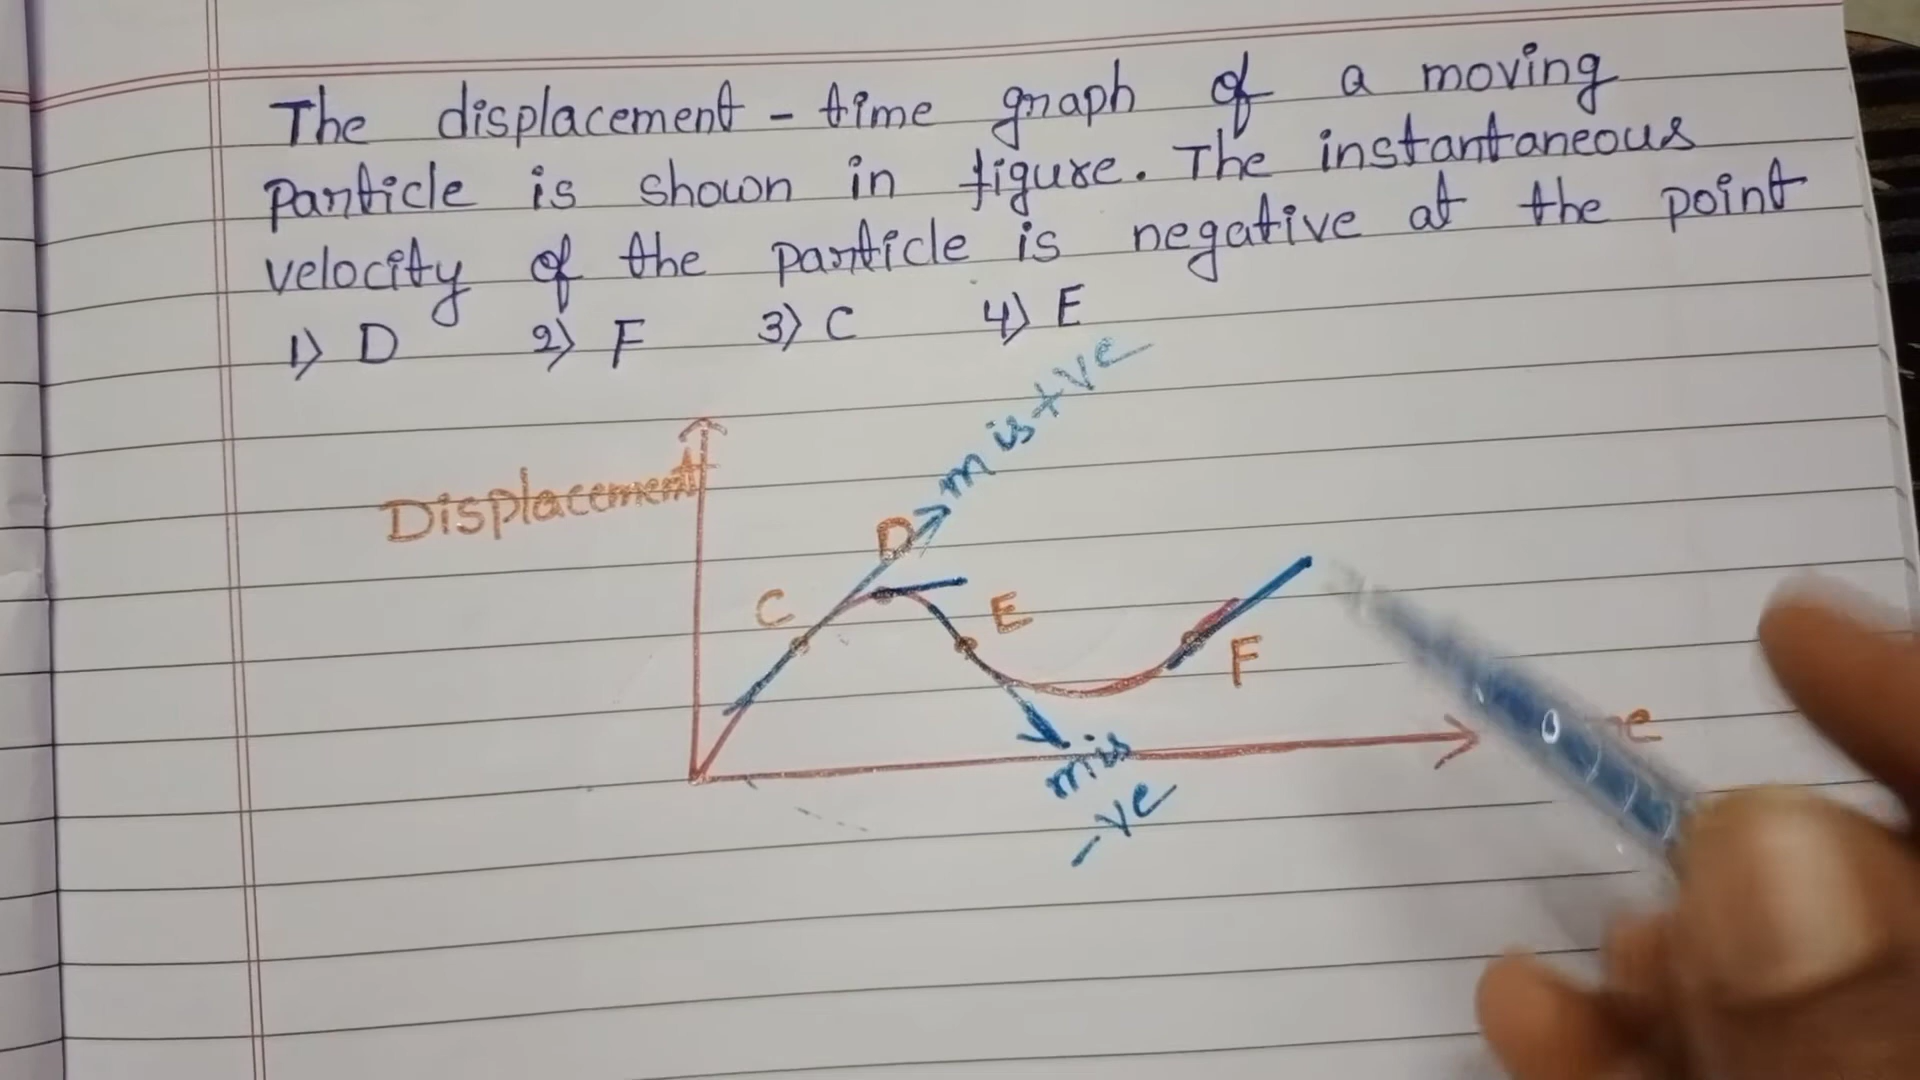 The displacement - time graph of a moving
particle is shown in figure. The instantaneous
velocity of the particle is negative at the point
1) D 2) F 3) C 4) E
m is +ve
Displacement
D
C
E
F
m is
-ve